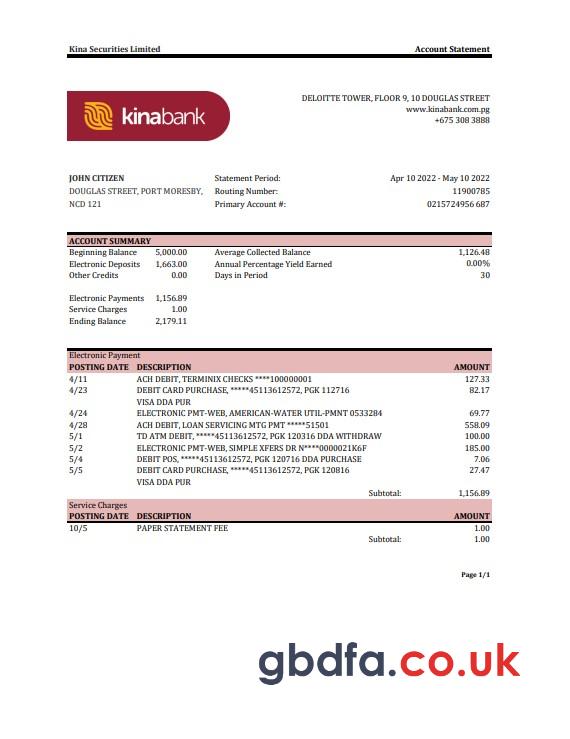 Kina Securities Limited Account Statement
kinabank
DELOITTE TOWER, FLOOR 9, 10 DOUGLAS STREET
www.kinabank.com.pg
+675 308 3888
JOHN CITIZEN Statement Period: Apr 10 2022 - May 10 2022
DOUGLAS STREET, PORT MORESBY, Routing Number: 11900785
NCD 121 Primary Account #: 0215724956 687
ACCOUNT SUMMARY
Beginning Balance 5,000.00 Average Collected Balance 1,126.48
Electronic Deposits 1,663.00 Annual Percentage Yield Earned 0.00%
Other Credits 0.00 Days in Period 30
Electronic Payments 1,156.89
Service Charges 1.00
Ending Balance 2,179.11
Electronic Payment
POSTING DATE DESCRIPTION AMOUNT
4/11 ACH DEBIT, TERMINIX CHECKS ****100000001 127.33
4/23 DEBIT CARD PURCHASE, *****45113612572, PGK 112716 82.17
VISA DDA PUR
4/24 ELECTRONIC PMT-WEB, AMERICAN-WATER UTIL-PMNT 0533284 69.77
4/28 ACH DEBIT, LOAN SERVICING MTG PMT *****51501 558.09
5/1 TD ATM DEBIT, *****45113612572, PGK 120316 DDA WITHDRAW 100.00
5/2 ELECTRONIC PMT-WEB, SIMPLE XFERS DR N****0000021K6F 185.00
5/4 DEBIT POS, *****45113612572, PGK 120716 DDA PURCHASE 7.06
5/5 DEBIT CARD PURCHASE, *****45113612572, PGK 120816 27.47
VISA DDA PUR
Subtotal: 1,156.89
Service Charges
POSTING DATE DESCRIPTION AMOUNT
10/5 PAPER STATEMENT FEE 1.00
Subtotal: 1.00
Page 1/1
gbdfa.co.uk